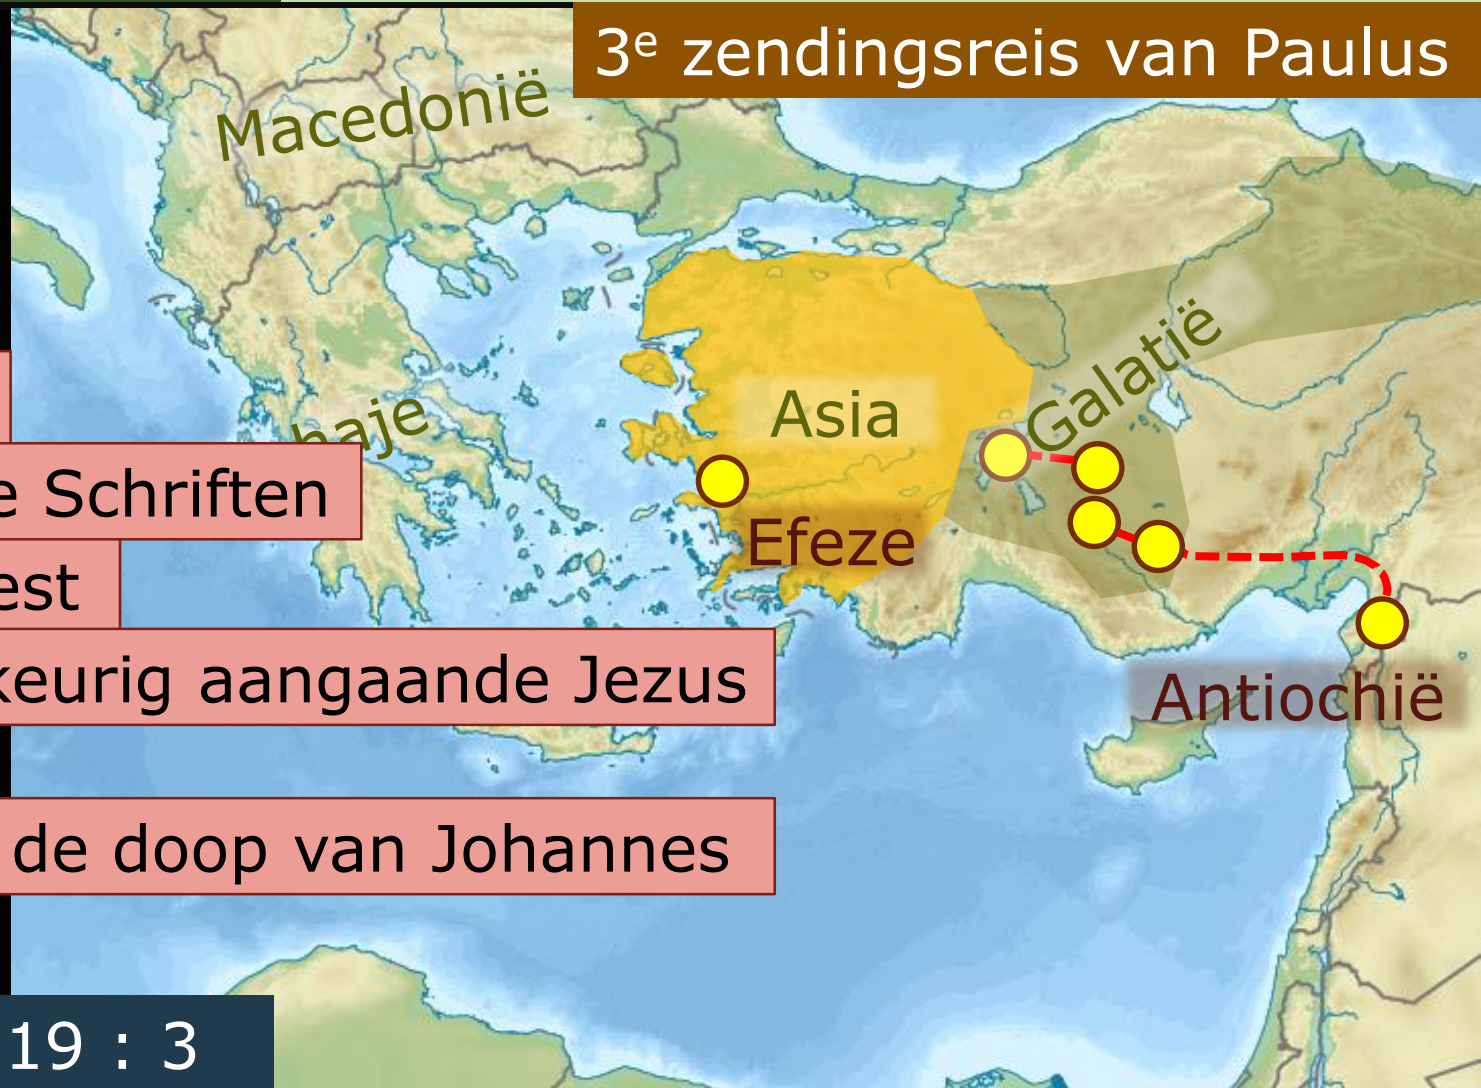 3e zendingsreis van Paulus
Macedonië
Galatië
Asia
haje
e Schriften
Efeze
est
keurig aangaande Jezus
Antiochië
de doop van Johannes
19 : 3